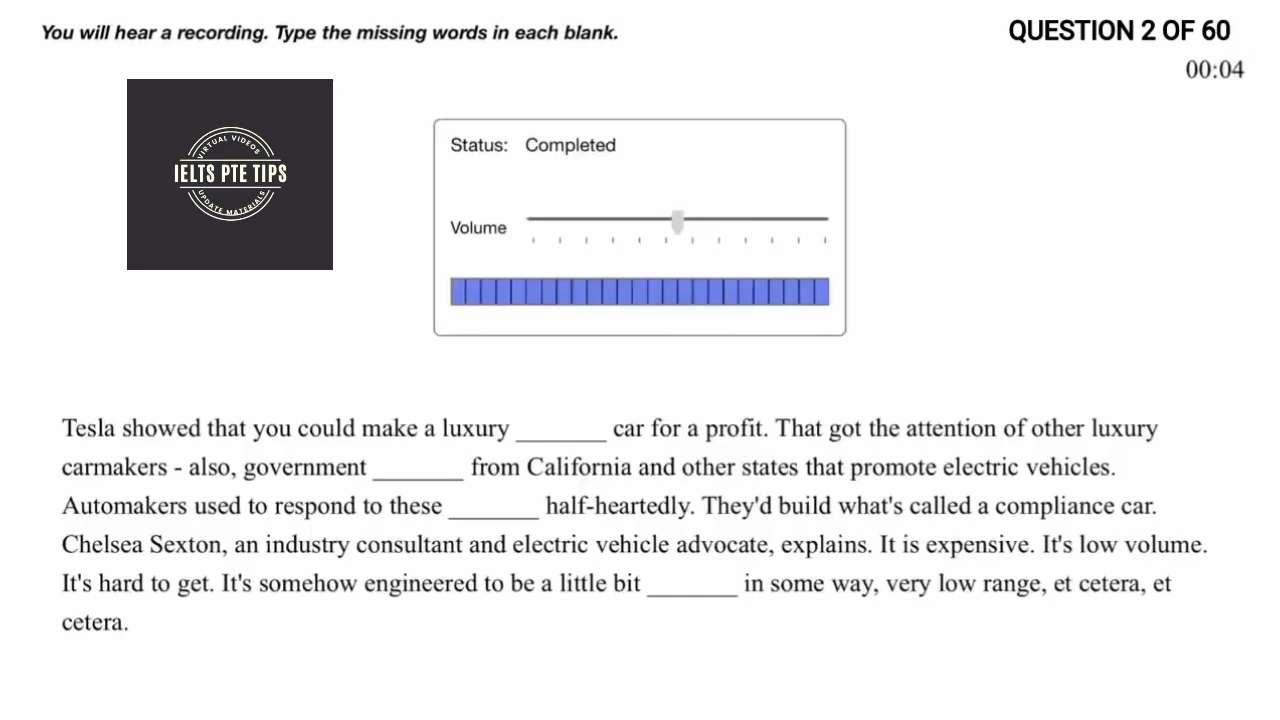 You will hear a recording. Type the missing words in each blank.
QUESTION 2 OF 60
00:04
VIRTUAL VIDEOS
IELTS PTE TIPS
UPDATE MATERIALS
Status: Completed
Volume
Tesla showed that you could make a luxury _______ car for a profit. That got the attention of other luxury
carmakers - also, government _______ from California and other states that promote electric vehicles.
Automakers used to respond to these _______ half-heartedly. They'd build what's called a compliance car.
Chelsea Sexton, an industry consultant and electric vehicle advocate, explains. It is expensive. It's low volume.
It's hard to get. It's somehow engineered to be a little bit _______ in some way, very low range, et cetera, et
cetera.